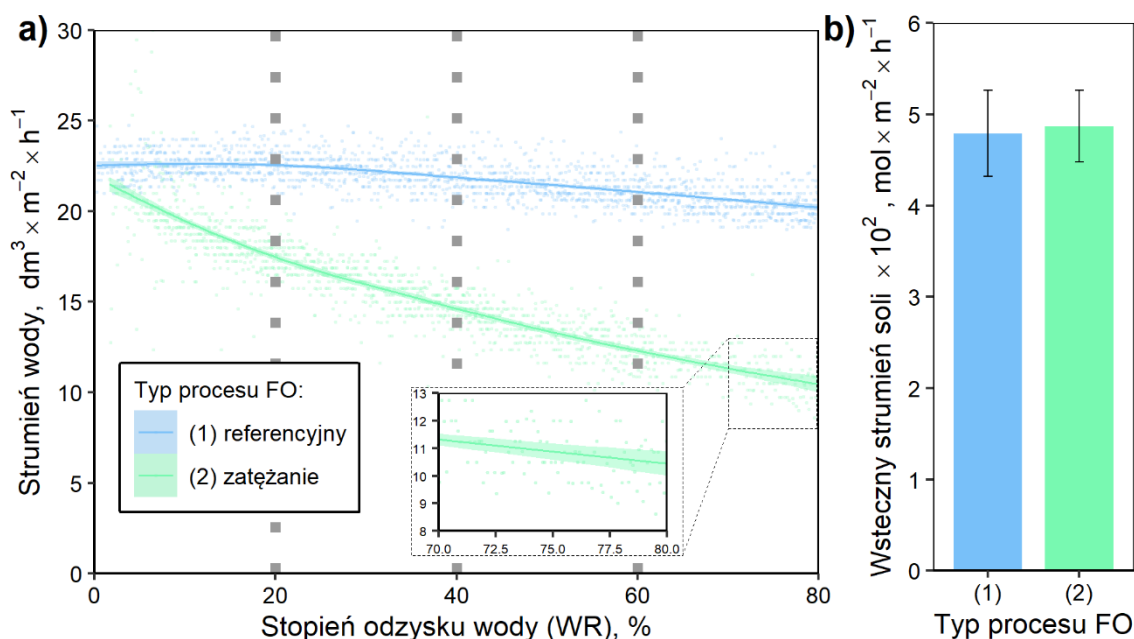 a)
Strumień wody, dm³ × m⁻² × h⁻¹
30
25
20
15
10
5
0
Typ procesu FO:
(1) referencyjny
(2) zatężanie
13
12
11
10
9
8
70.0 72.5 75.0 77.5 80.0
0 20 40 60 80
Stopień odzysku wody (WR), %
b)
Wsteczny strumień soli × 10² , mol × m⁻² × h⁻¹
6
5
4
3
2
1
0
(1) (2)
Typ procesu FO